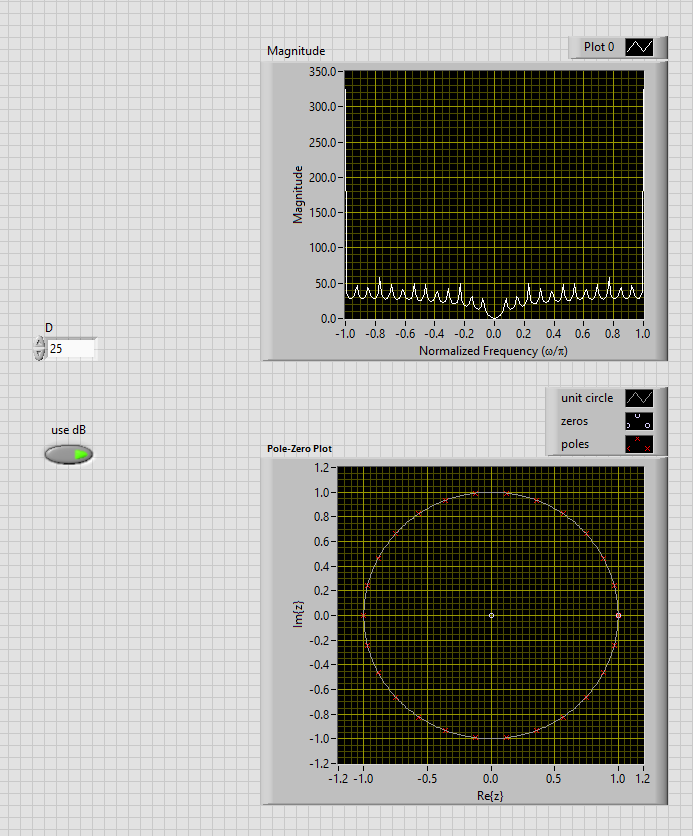 Plot 0
Magnitude
350.0
300.0
250.0
200.0
150.0
100.0
50.0
0.0
Magnitude
-1.0 -0.8 -0.6 -0.4 -0.2 0.0 0.2 0.4 0.6 0.8 1.0
Normalized Frequency (ω/π)
D
25
use dB
unit circle
zeros
poles
Pole-Zero Plot
1.2
1.0
0.8
0.6
0.4
0.2
0.0
-0.2
-0.4
-0.6
-0.8
-1.0
-1.2
Im{z}
-1.2 -1.0 -0.5 0.0 0.5 1.0 1.2
Re{z}